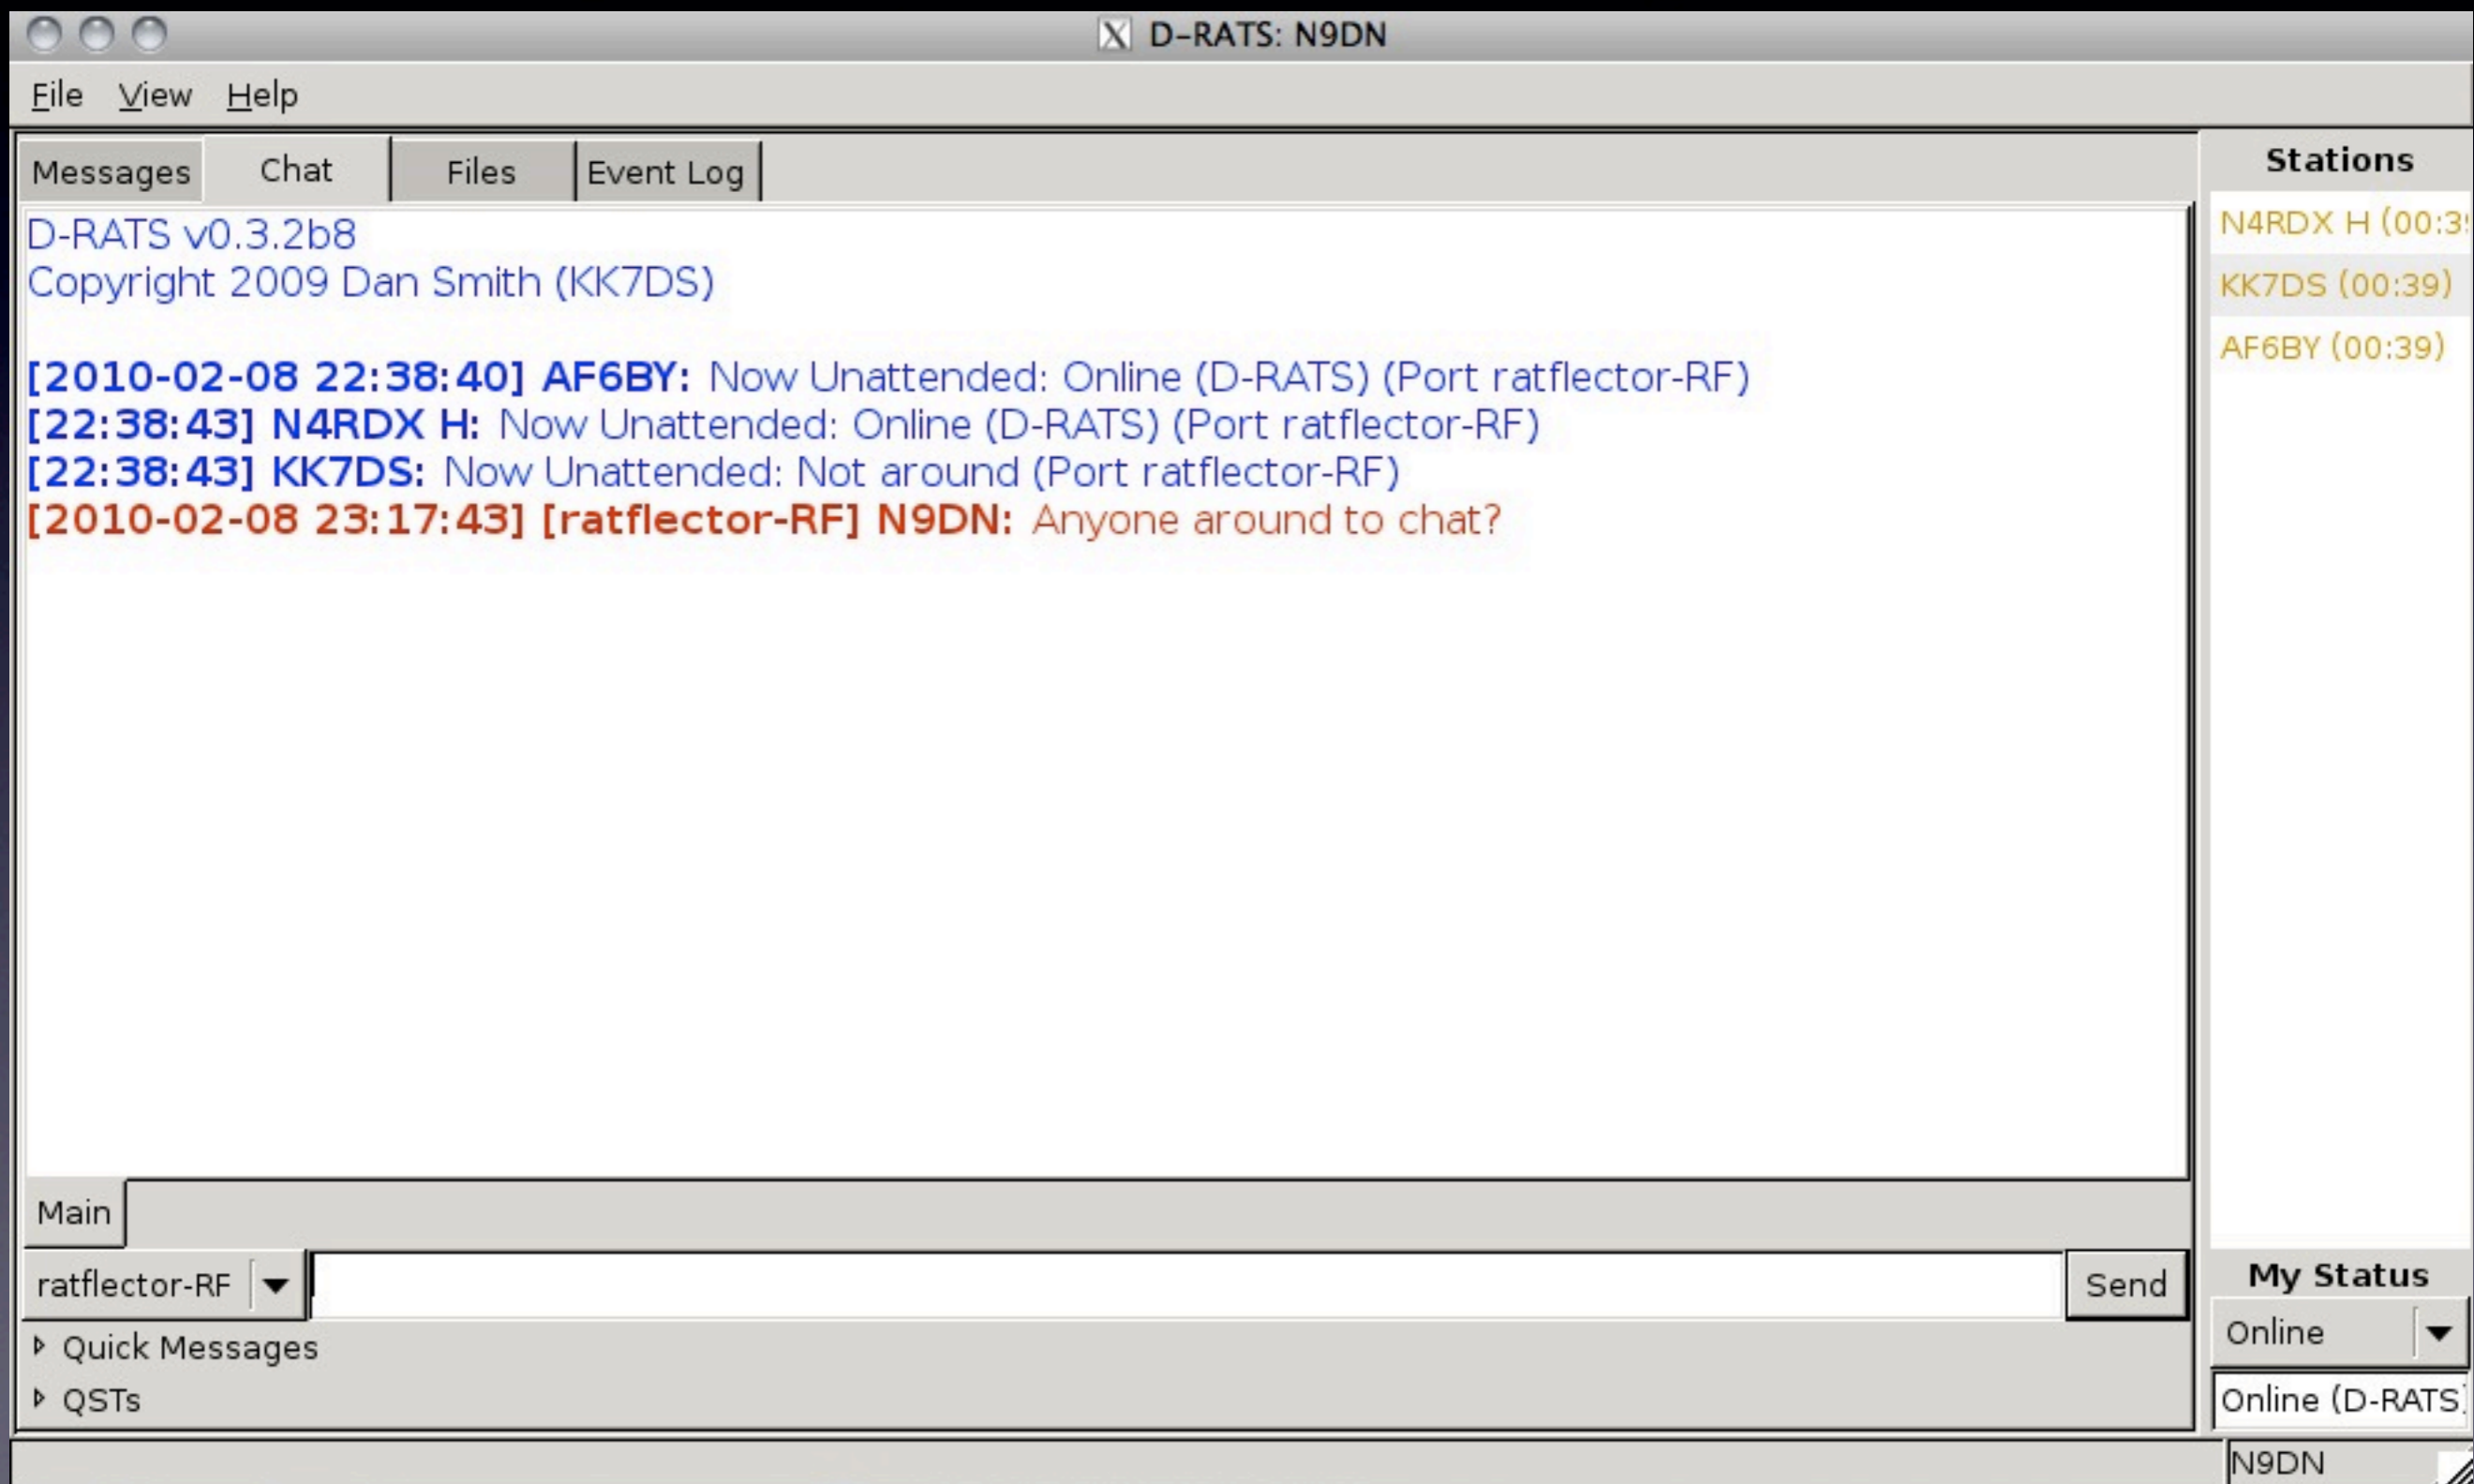 D-RATS: N9DN
File View Help
Messages Chat Files Event Log
D-RATS v0.3.2b8
Copyright 2009 Dan Smith (KK7DS)
[2010-02-08 22:38:40] AF6BY: Now Unattended: Online (D-RATS) (Port ratflector-RF)
[22:38:43] N4RDX H: Now Unattended: Online (D-RATS) (Port ratflector-RF)
[22:38:43] KK7DS: Now Unattended: Not around (Port ratflector-RF)
[2010-02-08 23:17:43] [ratflector-RF] N9DN: Anyone around to chat?
Main
ratflector-RF
Send
Quick Messages
QSTs
Stations
N4RDX H
KK7DS (00:39)
AF6BY (00:39)
My Status
Online
Online (D-RATS)
N9DN